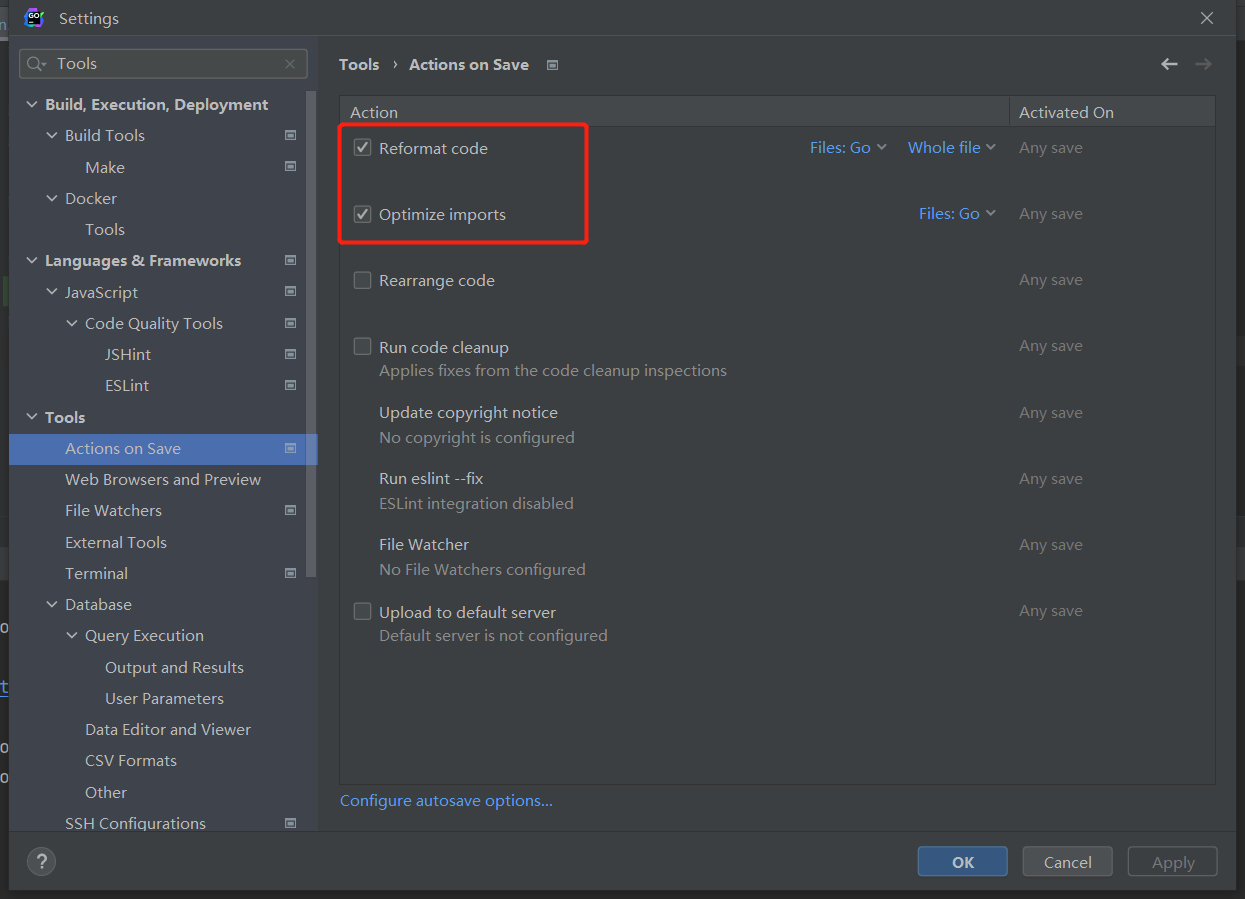 GO
Settings
Tools
Build, Execution, Deployment
Build Tools
Make
Docker
Tools
Languages & Frameworks
JavaScript
Code Quality Tools
JSHint
ESLint
Tools
Actions on Save
Web Browsers and Preview
File Watchers
External Tools
Terminal
Database
Query Execution
Output and Results
User Parameters
Data Editor and Viewer
CSV Formats
Other
SSH Configurations
Tools › Actions on Save
Action Activated On
Reformat code Files: Go Whole file Any save
Optimize imports Files: Go Any save
Rearrange code Any save
Run code cleanup Any save
Applies fixes from the code cleanup inspections
Update copyright notice Any save
No copyright is configured
Run eslint --fix Any save
ESLint integration disabled
File Watcher Any save
No File Watchers configured
Upload to default server Any save
Default server is not configured
Configure autosave options...
? OK Cancel Apply